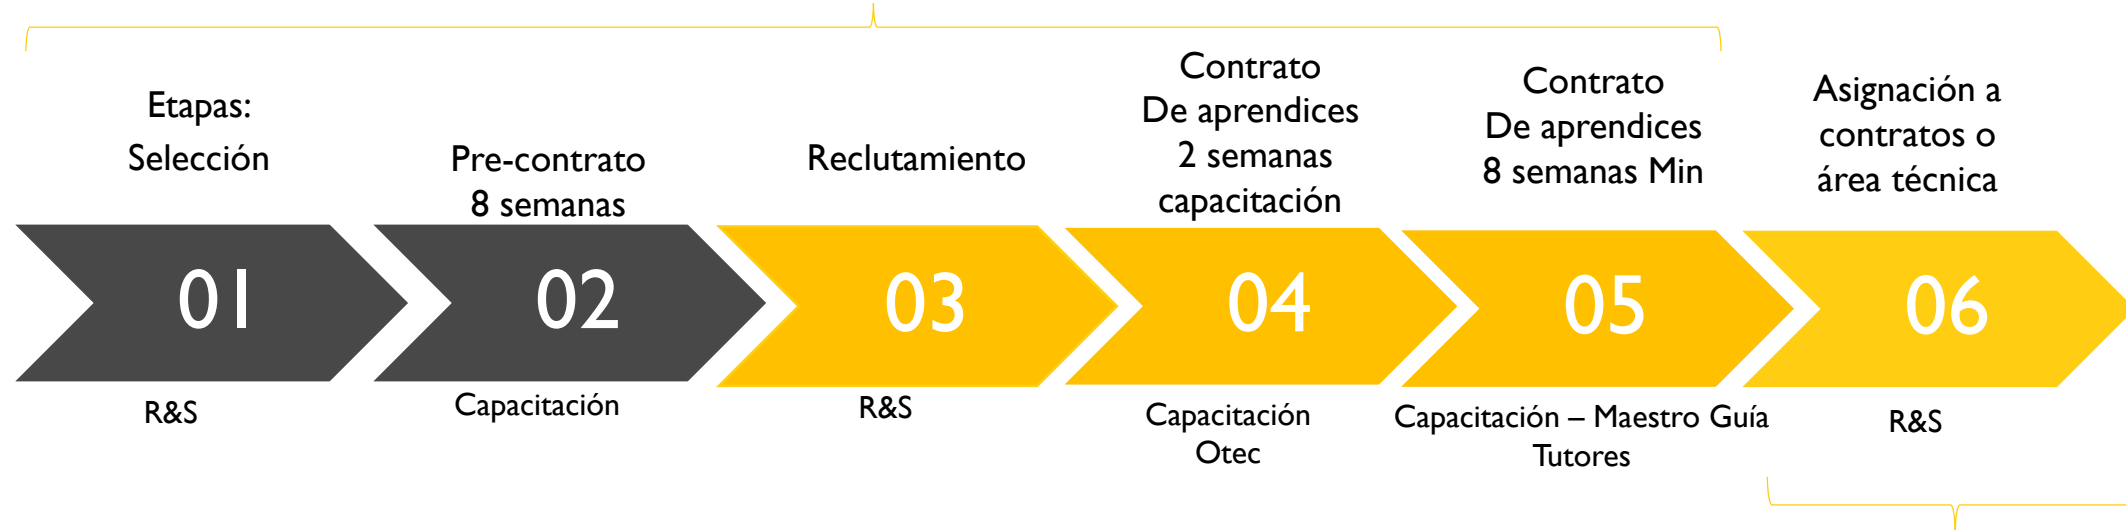 Etapas:
Selección
01
R&S
Pre-contrato
8 semanas
02
Capacitación
Reclutamiento
03
R&S
Contrato
De aprendices
2 semanas
capacitación
04
Capacitación
Otec
Contrato
De aprendices
8 semanas Min
05
Capacitación – Maestro Guía
Tutores
Asignación a
contratos o
área técnica
06
R&S